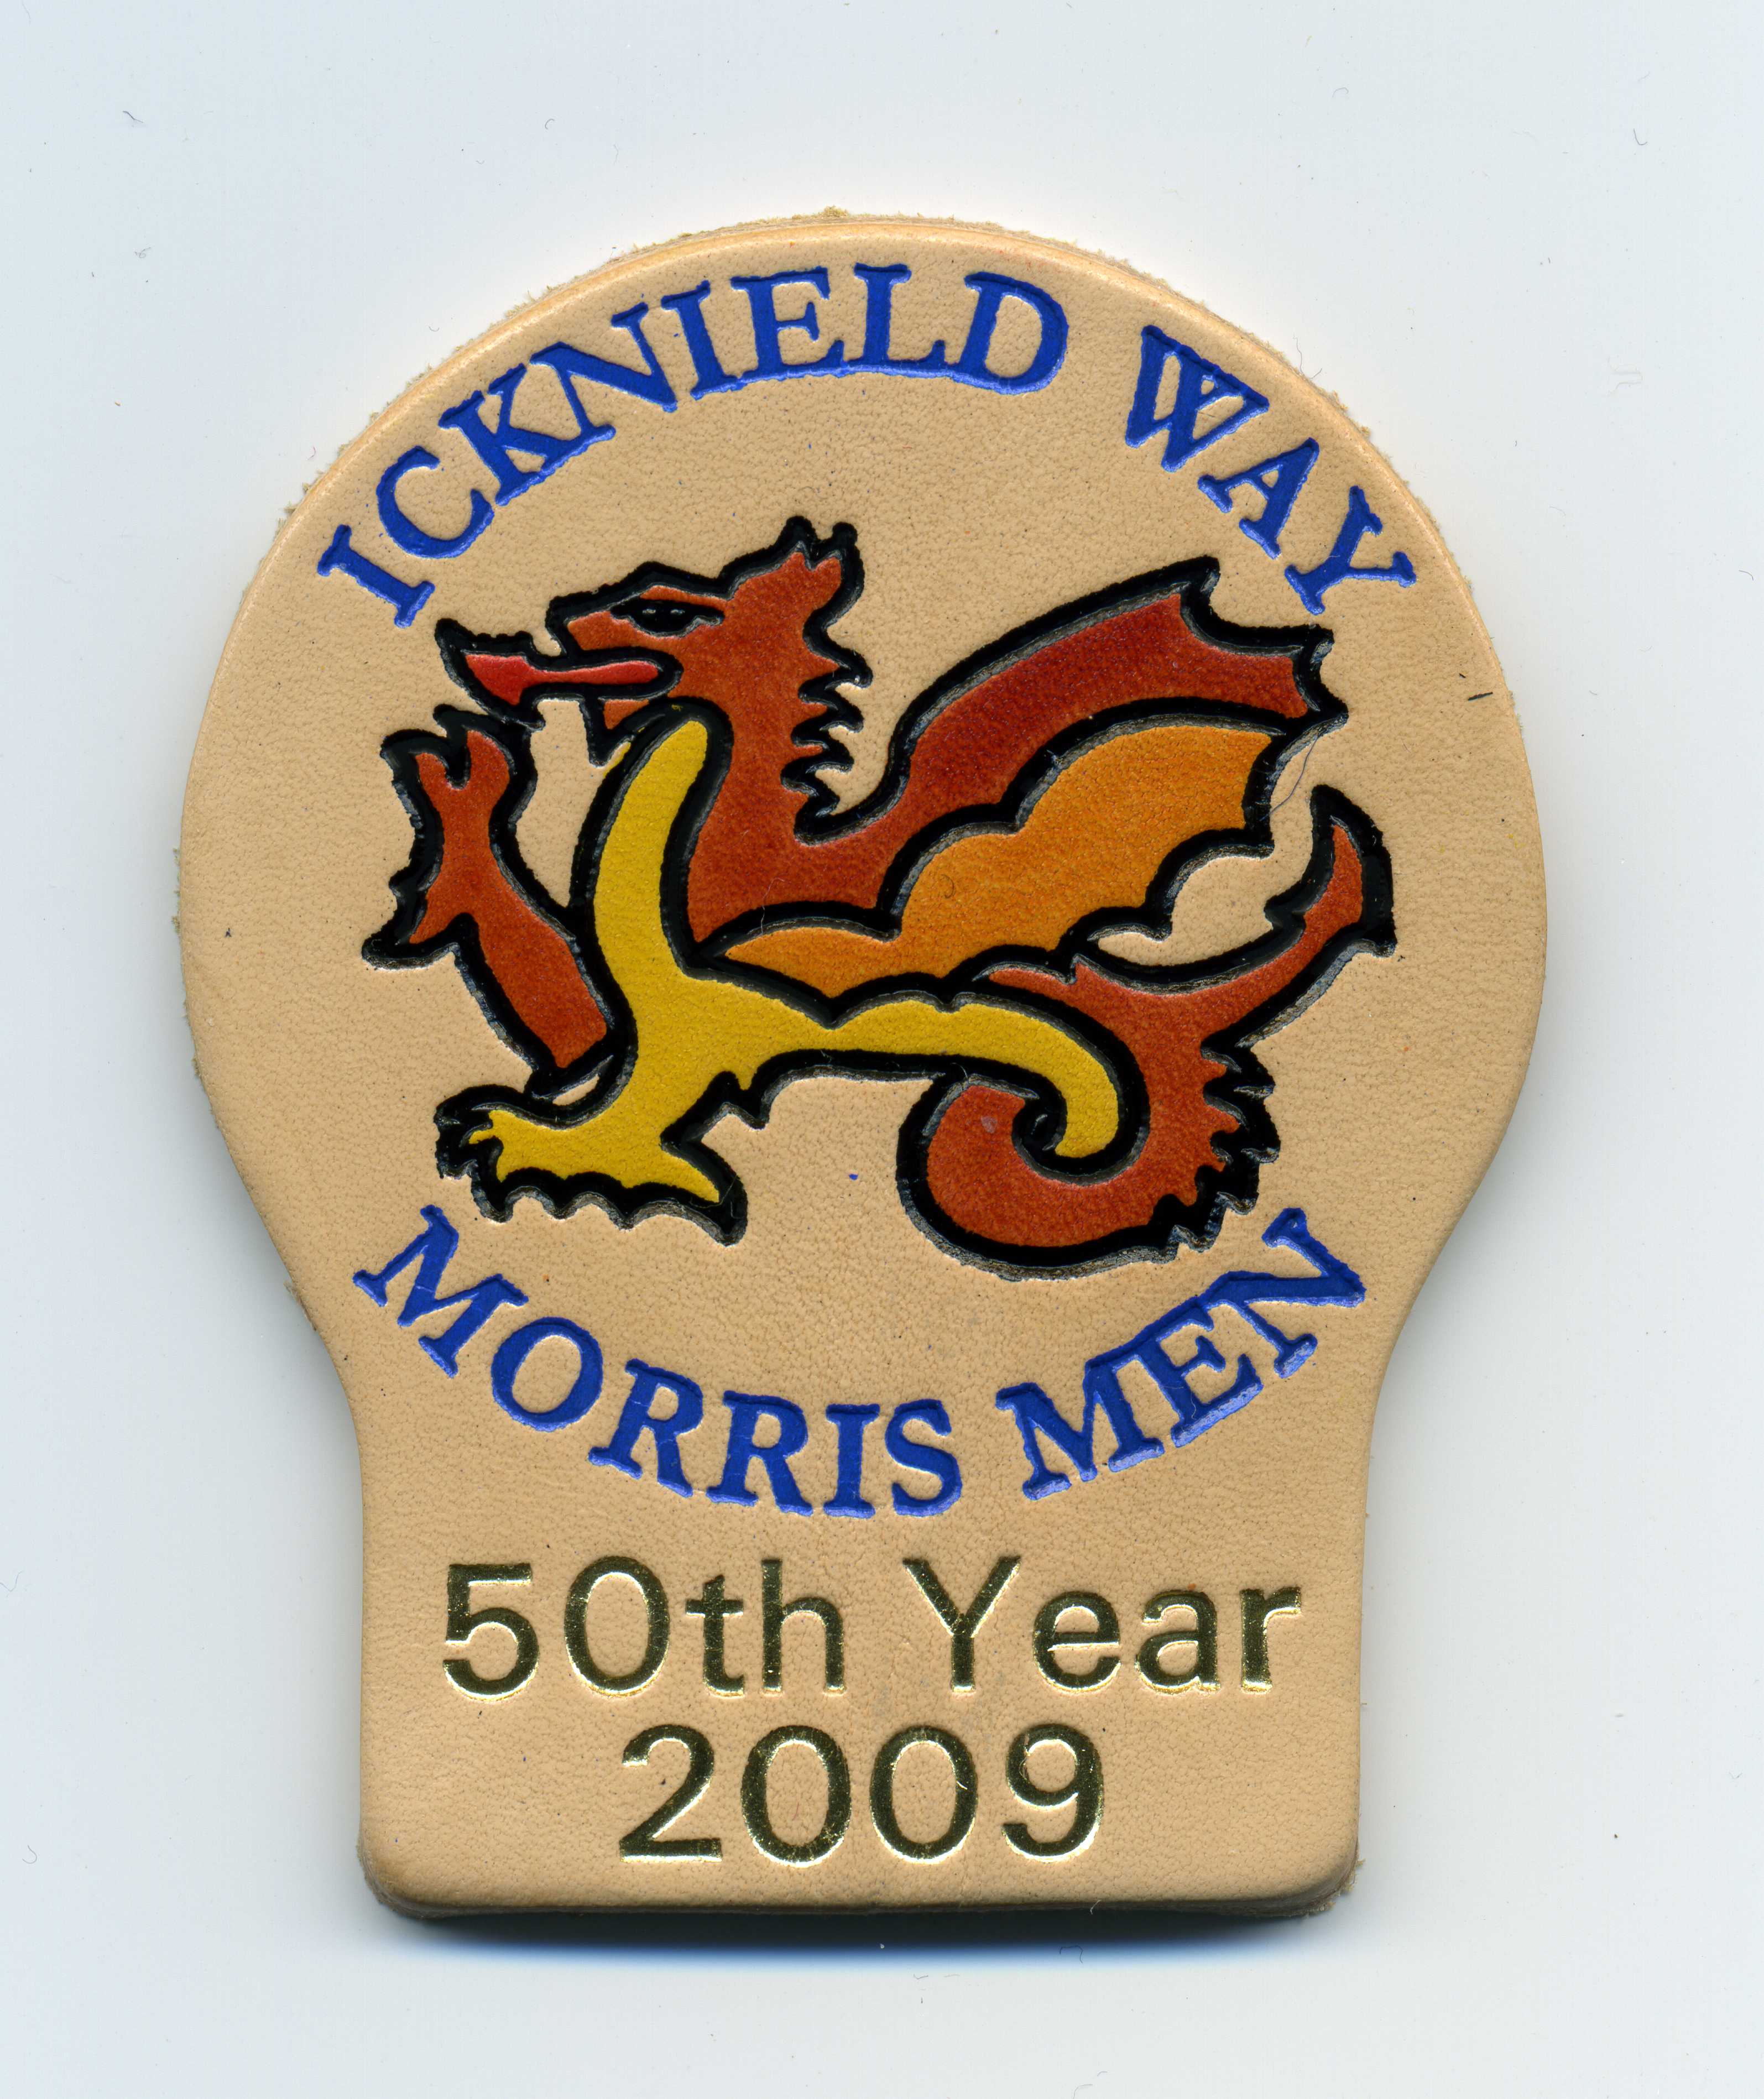 ICKNIELD WAY
MORRIS MEN
50th Year
2009